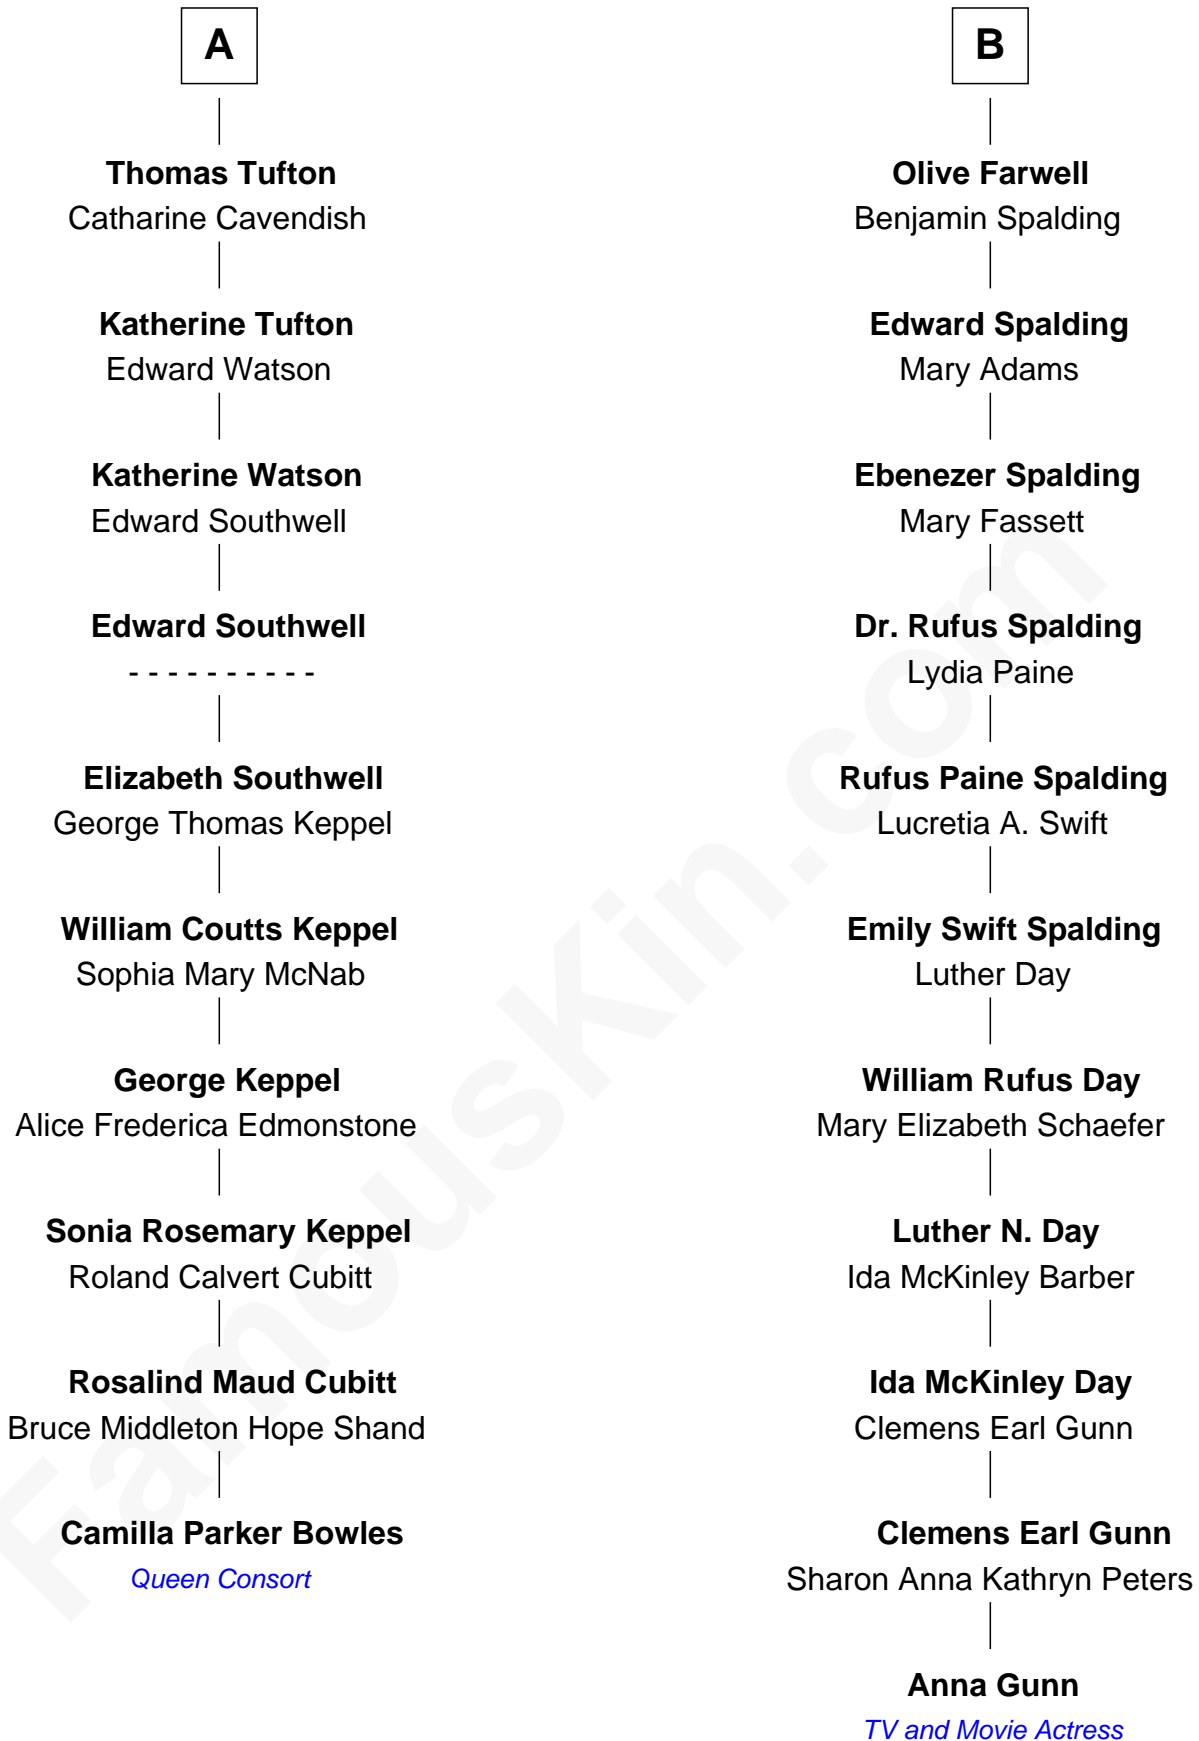 A
Thomas Tufton
Catharine Cavendish
Katherine Tufton
Edward Watson
Katherine Watson
Edward Southwell
Edward Southwell
- - - - - - - - - -
Elizabeth Southwell
George Thomas Keppel
William Coutts Keppel
Sophia Mary McNab
George Keppel
Alice Frederica Edmonstone
Sonia Rosemary Keppel
Roland Calvert Cubitt
Rosalind Maud Cubitt
Bruce Middleton Hope Shand
Camilla Parker Bowles
Queen Consort
B
Olive Farwell
Benjamin Spalding
Edward Spalding
Mary Adams
Ebenezer Spalding
Mary Fassett
Dr. Rufus Spalding
Lydia Paine
Rufus Paine Spalding
Lucretia A. Swift
Emily Swift Spalding
Luther Day
William Rufus Day
Mary Elizabeth Schaefer
Luther N. Day
Ida McKinley Barber
Ida McKinley Day
Clemens Earl Gunn
Clemens Earl Gunn
Sharon Anna Kathryn Peters
Anna Gunn
TV and Movie Actress
FamousKin.com